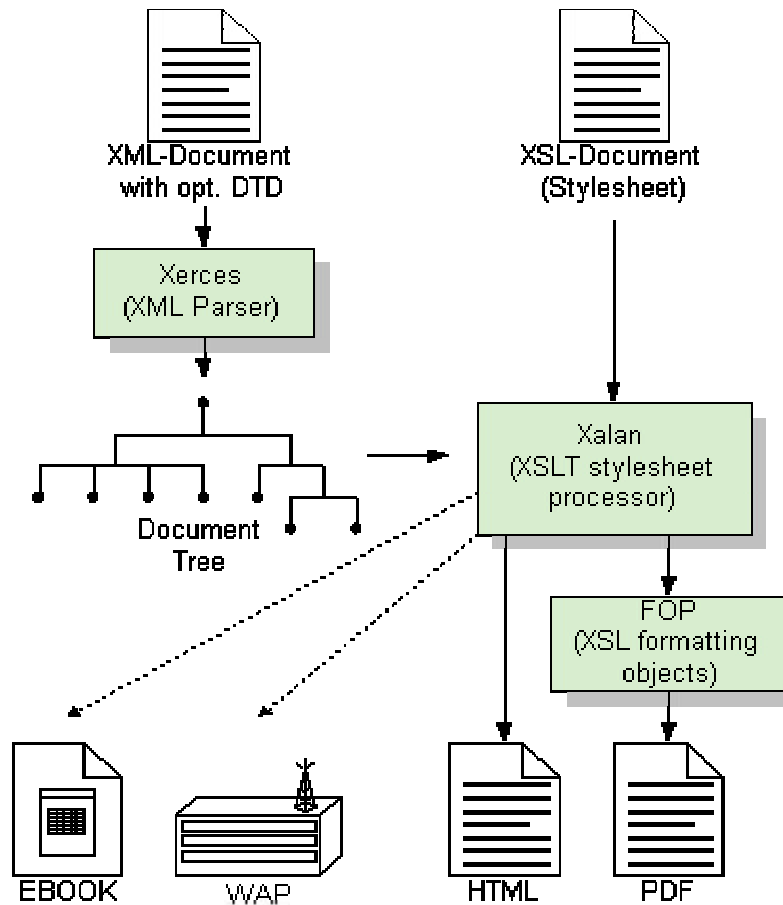 XML-Document
with opt. DTD
XSL-Document
(Stylesheet)
Xerces
(XML Parser)
Xalan
(XSLT stylesheet
processor)
Document
Tree
FOP
(XSL formatting
objects)
EBOOK
WAP
HTML
PDF